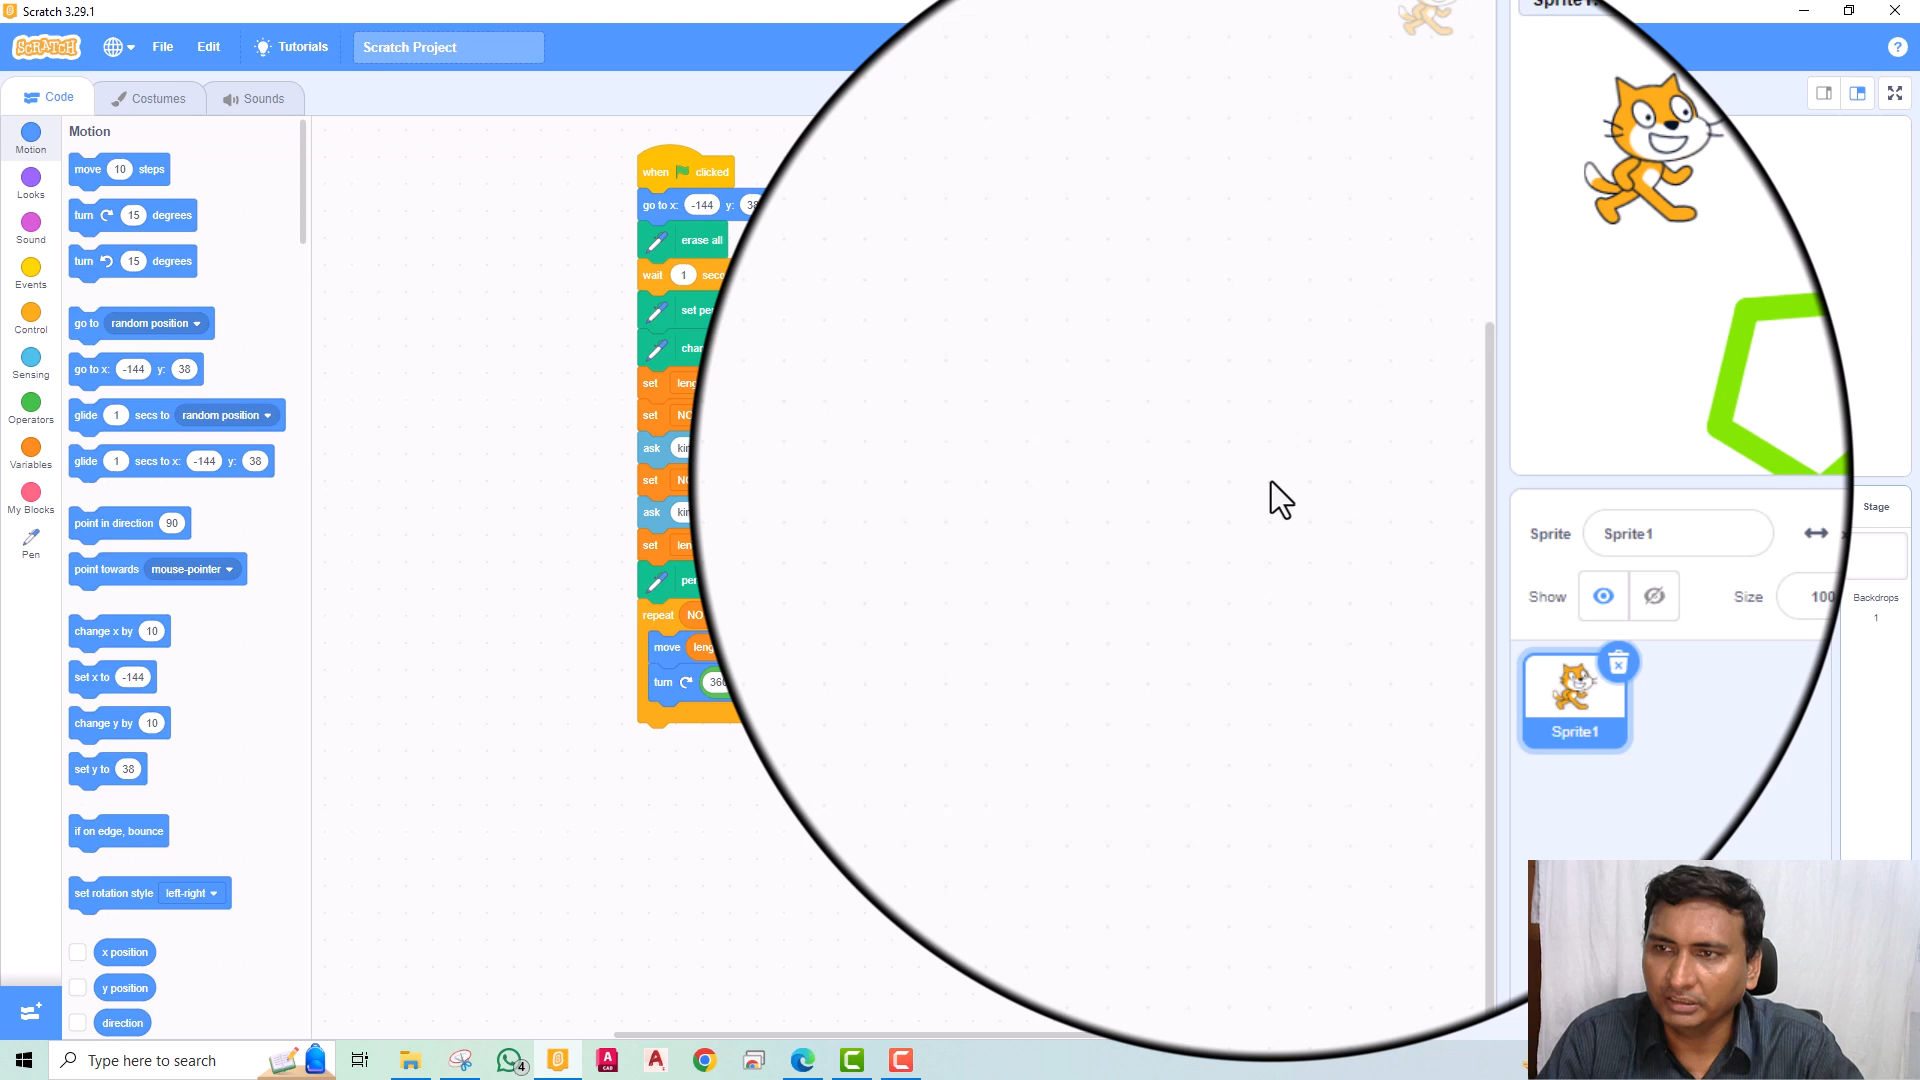 Scratch 3.29.1
SCRATCH
File
Edit
Tutorials
Scratch Project
Code
Costumes
Sounds
Motion
Looks
Sound
Events
Control
Sensing
Operators
Variables
My Blocks
Pen
Motion
move 10 steps
turn 15 degrees
turn 15 degrees
go to random position
go to x: -144 y: 38
glide 1 secs to random position
glide 1 secs to x: -144 y: 38
point in direction 90
point towards mouse-pointer
change x by 10
set x to -144
change y by 10
set y to 38
if on edge, bounce
set rotation style left-right
x position
y position
direction
when clicked
go to x: -144 y: 38
erase all
wait 1
set
set
set
ask
set
ask
set
repeat
move
turn
Sprite
Sprite1
Show
Size
100
Sprite1
Stage
Backdrops
1
Type here to search
4